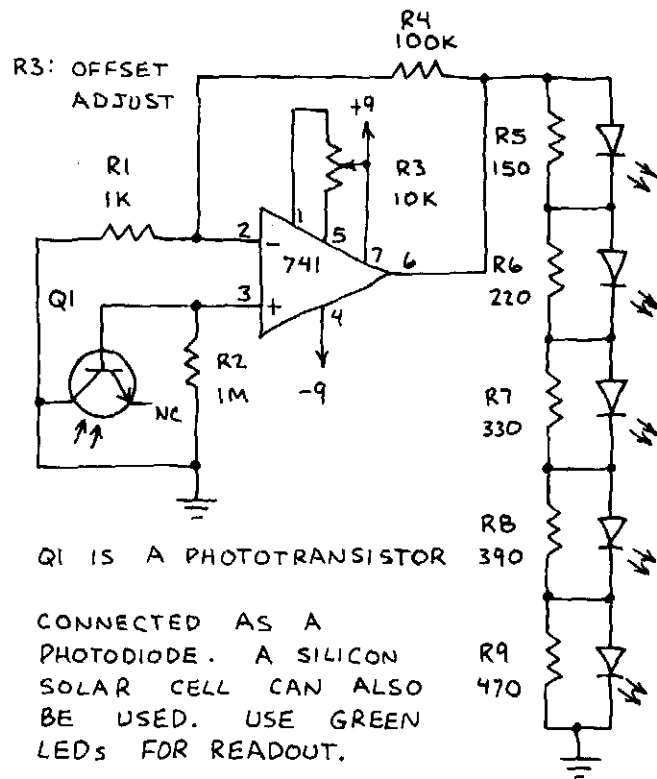 R4
100K
R3: OFFSET
ADJUST
+9
R1
1K
R3
10K
R5
150
1
5
7
2
-
741
6
3
+
4
Q1
R2
1M
-9
NC
R6
220
R7
330
R8
390
R9
470
Q1 IS A PHOTOTRANSISTOR
CONNECTED AS A
PHOTODIODE. A SILICON
SOLAR CELL CAN ALSO
BE USED. USE GREEN
LEDs FOR READOUT.